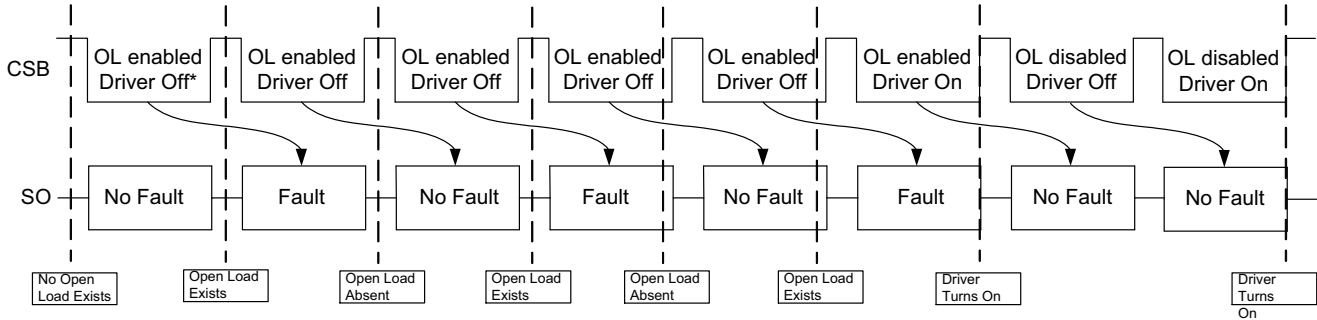 CSB
OL enabled
Driver Off*
OL enabled
Driver Off
OL enabled
Driver Off
OL enabled
Driver Off
OL enabled
Driver Off
OL enabled
Driver On
OL disabled
Driver Off
OL disabled
Driver On
SO
No Fault
Fault
No Fault
Fault
No Fault
Fault
No Fault
No Fault
No Open
Load Exists
Open Load
Exists
Open Load
Absent
Open Load
Exists
Open Load
Absent
Open Load
Exists
Driver
Turns On
Driver
Turns
On